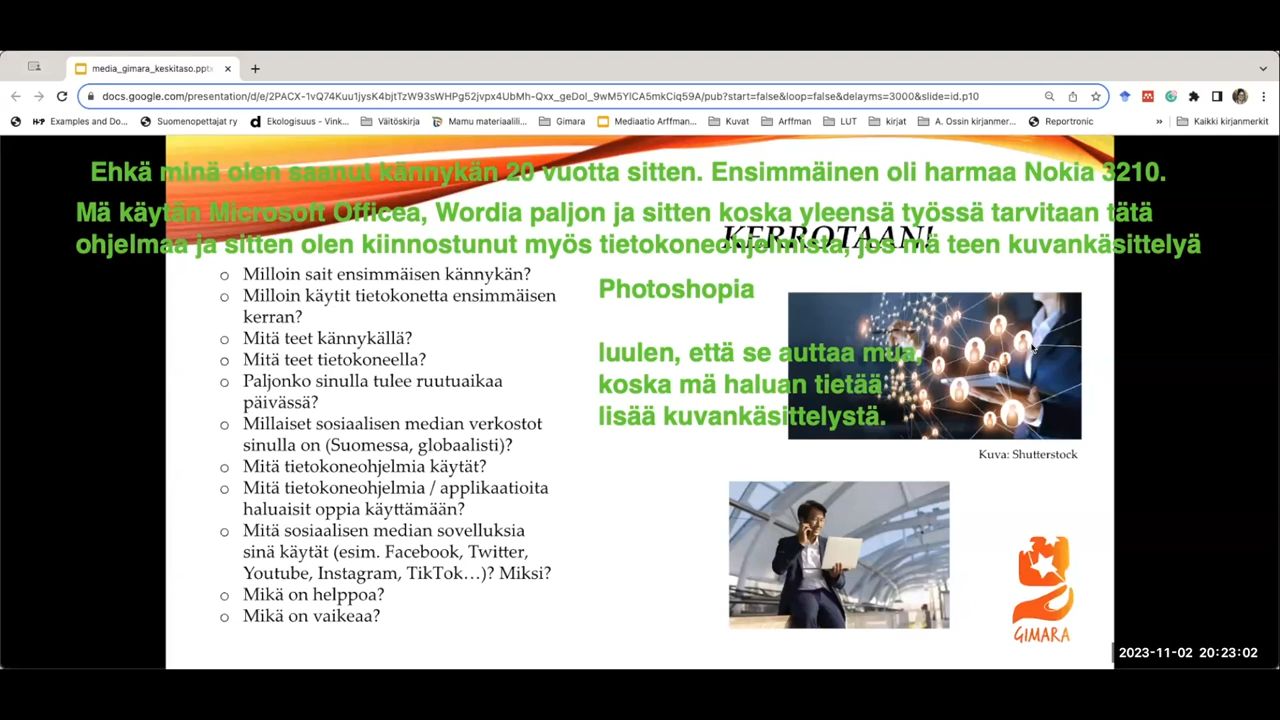 media_gimara_keskitaso.pptx
docs.google.com/presentation/d/e/2PACX-1vQ74Kuu1jysK4bjtTzW93sWHPg52jvpx4UbMh-Qxx_geDol_9wM5YlCA5mkCiq59A/pub?start=false&loop=false&delayms=3000&slide=id.p10
Examples and Do... Suomenopettajat ry Ekologisuus - Vink... Väitöskirja Mamu materiaalili... Gimara Mediaatio Arffman... Kuvat Arffman LUT kirjat A. Ossin kirjanmer... Reportronic » Kaikki kirjanmerkit
Ehkä minä olen saanut kännykän 20 vuotta sitten. Ensimmäinen oli harmaa Nokia 3210.
Mä käytän Microsoft Officea, Wordia paljon ja sitten koska yleensä työssä tarvitaan tätä
ohjelmaa ja sitten olen kiinnostunut myös tietokoneohjelmista, jos mä teen kuvankäsittelyä
KERROTAAN!
Photoshopia
luulen, että se auttaa mua,
koska mä haluan tietää
lisää kuvankäsittelystä.
o Milloin sait ensimmäisen kännykän?
o Milloin käytit tietokonetta ensimmäisen
kerran?
o Mitä teet kännykällä?
o Mitä teet tietokoneella?
o Paljonko sinulla tulee ruutuaikaa
päivässä?
o Millaiset sosiaalisen median verkostot
sinulla on (Suomessa, globaalisti)?
o Mitä tietokoneohjelmia käytät?
o Mitä tietokoneohjelmia / applikaatioita
haluaisit oppia käyttämään?
o Mitä sosiaalisen median sovelluksia
sinä käytät (esim. Facebook, Twitter,
Youtube, Instagram, TikTok…)? Miksi?
o Mikä on helppoa?
o Mikä on vaikeaa?
Kuva: Shutterstock
GIMARA
2023-11-02 20:23:02